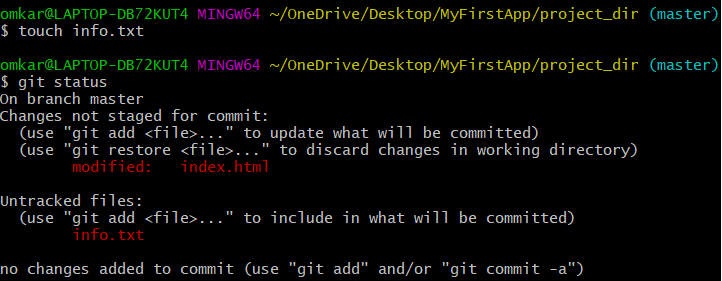 omkar@LAPTOP-DB72KUT4 MINGW64 ~/OneDrive/Desktop/MyFirstApp/project_dir (master)
$ touch info.txt

omkar@LAPTOP-DB72KUT4 MINGW64 ~/OneDrive/Desktop/MyFirstApp/project_dir (master)
$ git status
On branch master
Changes not staged for commit:
  (use "git add <file>..." to update what will be committed)
  (use "git restore <file>..." to discard changes in working directory)
        modified:   index.html

Untracked files:
  (use "git add <file>..." to include in what will be committed)
        info.txt

no changes added to commit (use "git add" and/or "git commit -a")